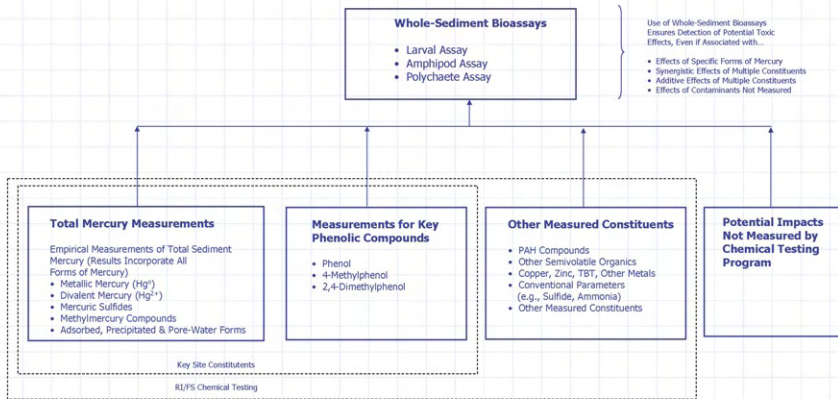 Whole-Sediment Bioassays
• Larval Assay
• Amphipod Assay
• Polychaete Assay
Use of Whole-Sediment Bioassays
Ensures Detection of Potential Toxic
Effects, Even if Associated with...
• Effects of Specific Forms of Mercury
• Synergistic Effects of Multiple Constituents
• Additive Effects of Multiple Constituents
• Effects of Contaminants Not Measured
Total Mercury Measurements
Empirical Measurements of Total Sediment
Mercury (Results Incorporate All
Forms of Mercury)
• Metallic Mercury (Hg⁰)
• Divalent Mercury (Hg²⁺)
• Mercuric Sulfides
• Methylmercury Compounds
• Adsorbed, Precipitated & Pore-Water Forms
Measurements for Key
Phenolic Compounds
• Phenol
• 4-Methylphenol
• 2,4-Dimethylphenol
Other Measured Constituents
• PAH Compounds
• Other Semivolatile Organics
• Copper, Zinc, TBT, Other Metals
• Conventional Parameters
(e.g., Sulfide, Ammonia)
• Other Measured Constituents
Potential Impacts
Not Measured by
Chemical Testing
Program
Key Site Constitutents
RI/FS Chemical Testing